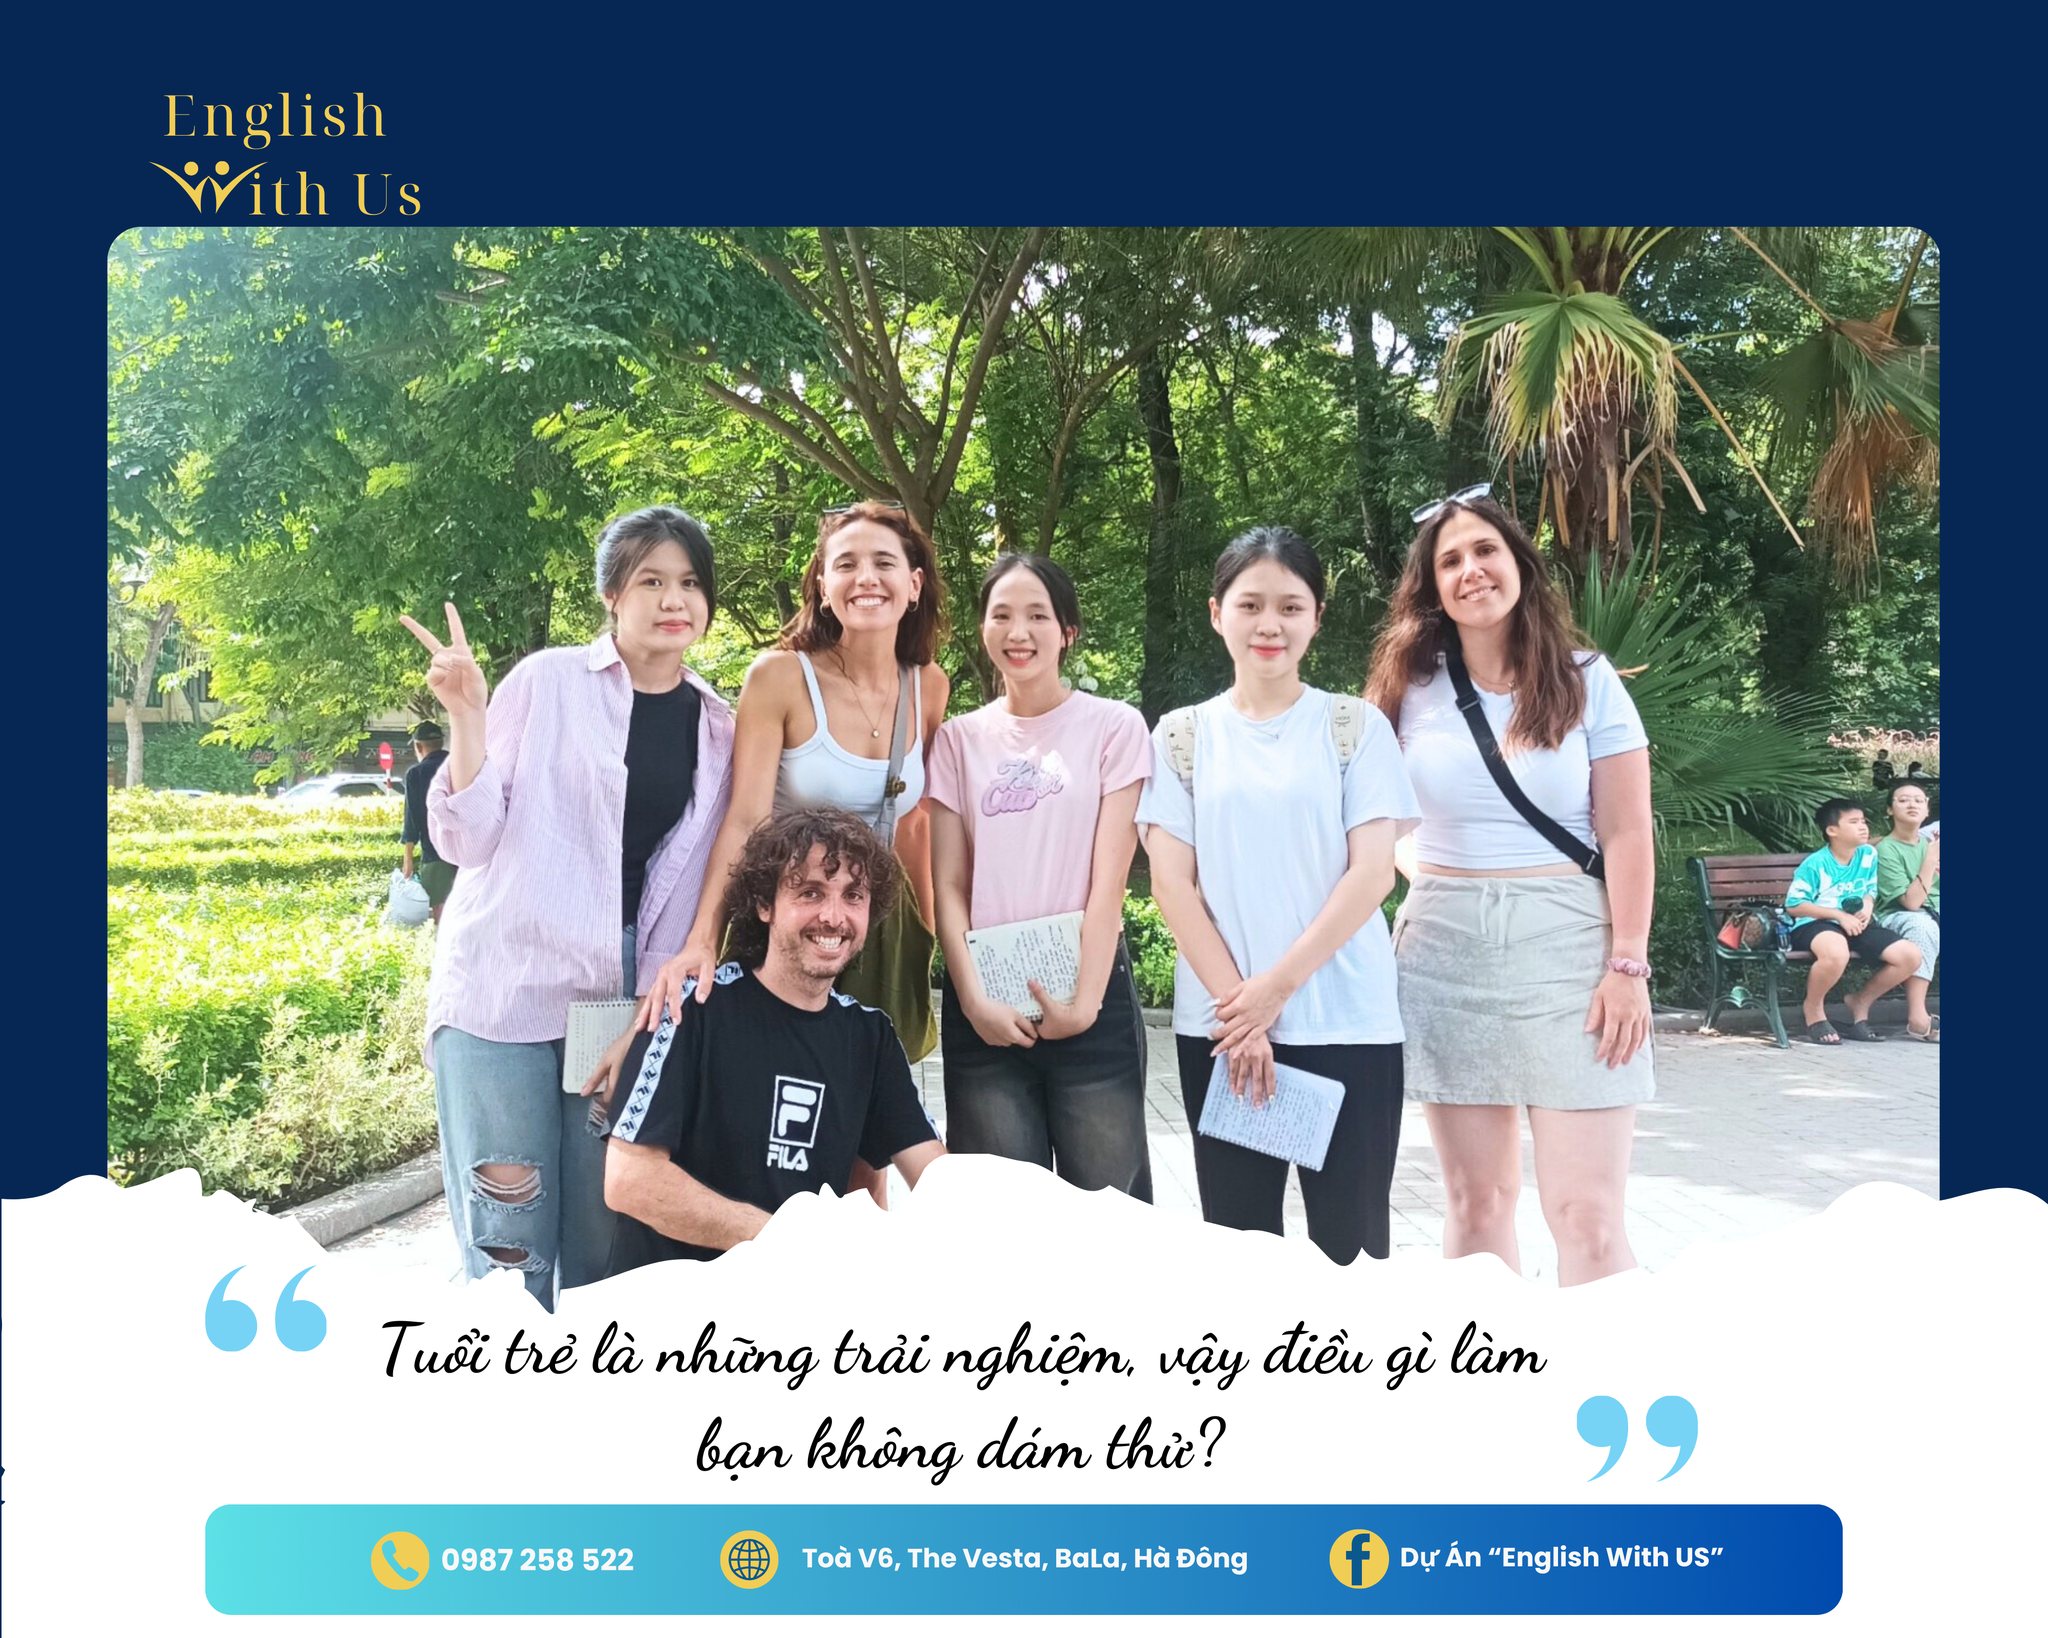 English
With Us
FILA
Tuổi trẻ là những trải nghiệm, vậy điều gì làm
bạn không dám thử?
0987 258 522
Toà V6, The Vesta, BaLa, Hà Đông
Dự Án “English With US”